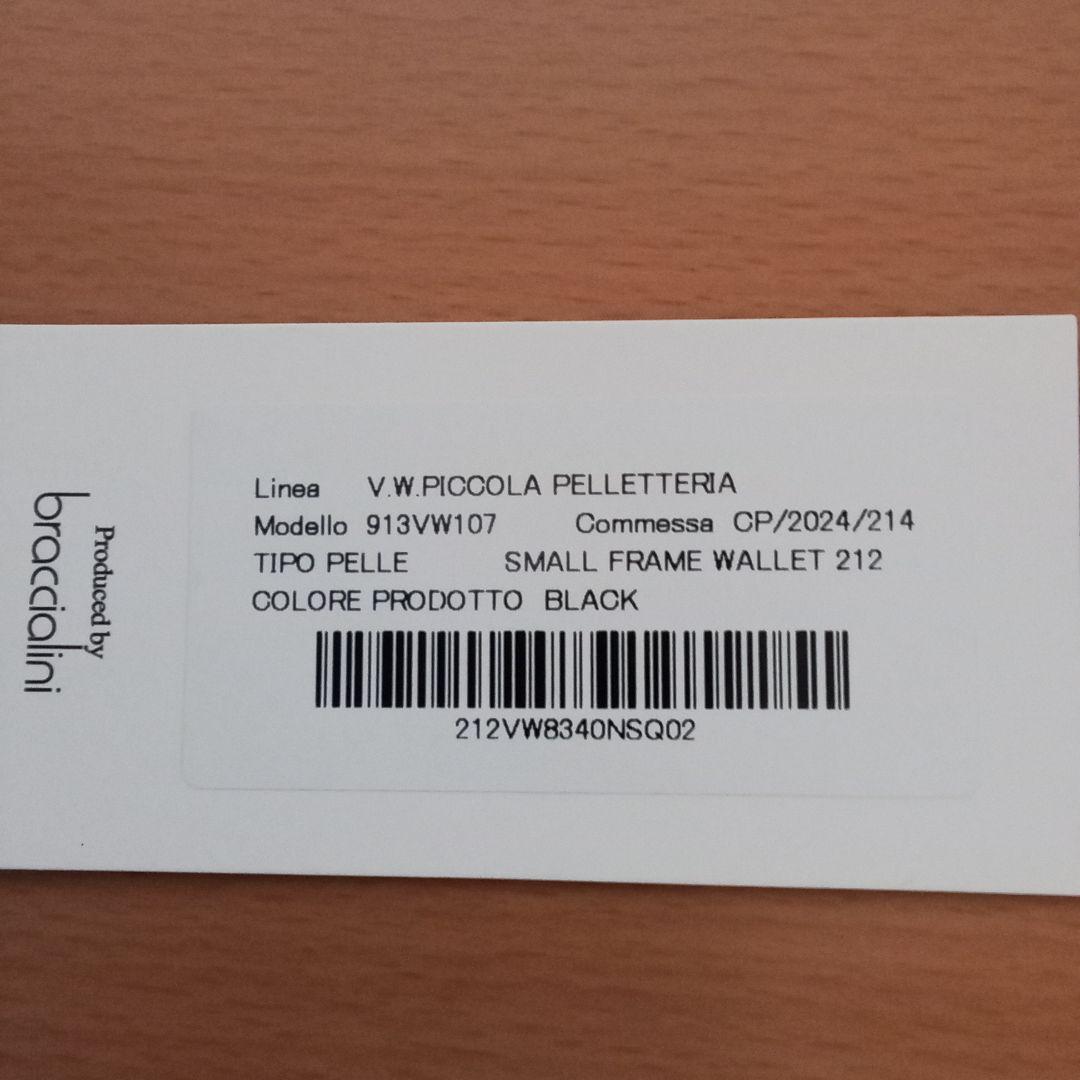 Linea V.W.PICCOLA PELLETTERIA
Modello 913VW107 Commessa CP/2024/214
TIPO PELLE SMALL FRAME WALLET 212
COLORE PRODOTTO BLACK
212VW8340NSQ02
Produced by
braccialini